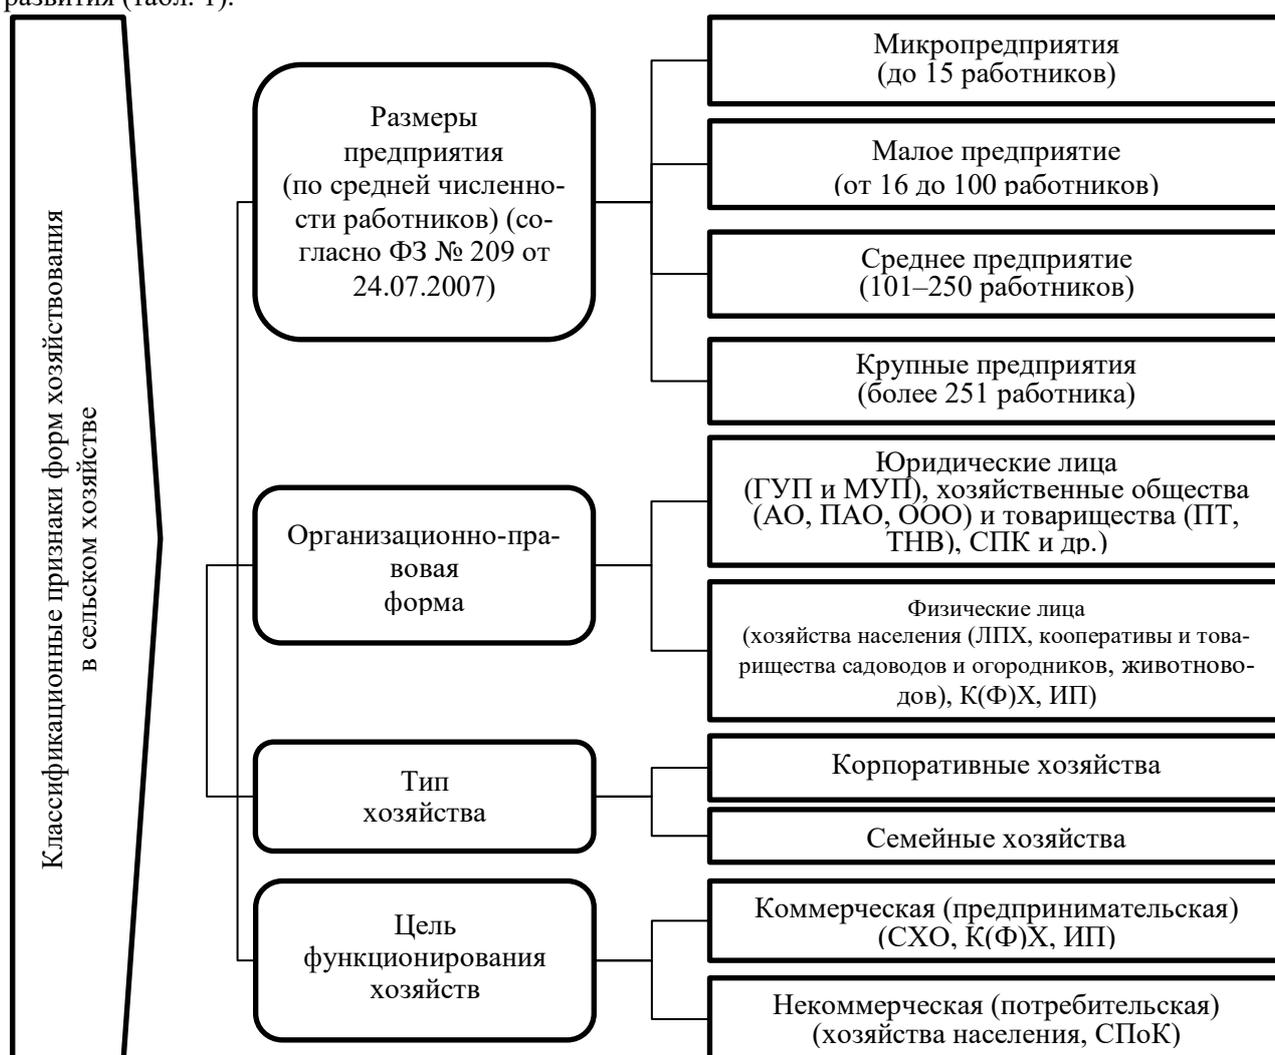 развития (табл. 1).
Классификационные признаки форм хозяйствования
в сельском хозяйстве
Размеры
предприятия
(по средней численно-
сти работников) (со-
гласно ФЗ № 209 от
24.07.2007)
Микропредприятия
(до 15 работников)
Малое предприятие
(от 16 до 100 работников)
Среднее предприятие
(101–250 работников)
Крупные предприятия
(более 251 работника)
Организационно-пра-
вовая
форма
Юридические лица
(ГУП и МУП), хозяйственные общества
(АО, ПАО, ООО) и товарищества (ПТ,
ТНВ), СПК и др.)
Физические лица
(хозяйства населения (ЛПХ, кооперативы и това-
рищества садоводов и огородников, животново-
дов), К(Ф)Х, ИП)
Тип
хозяйства
Корпоративные хозяйства
Семейные хозяйства
Цель
функционирования
хозяйств
Коммерческая (предпринимательская)
(СХО, К(Ф)Х, ИП)
Некоммерческая (потребительская)
(хозяйства населения, СПоК)